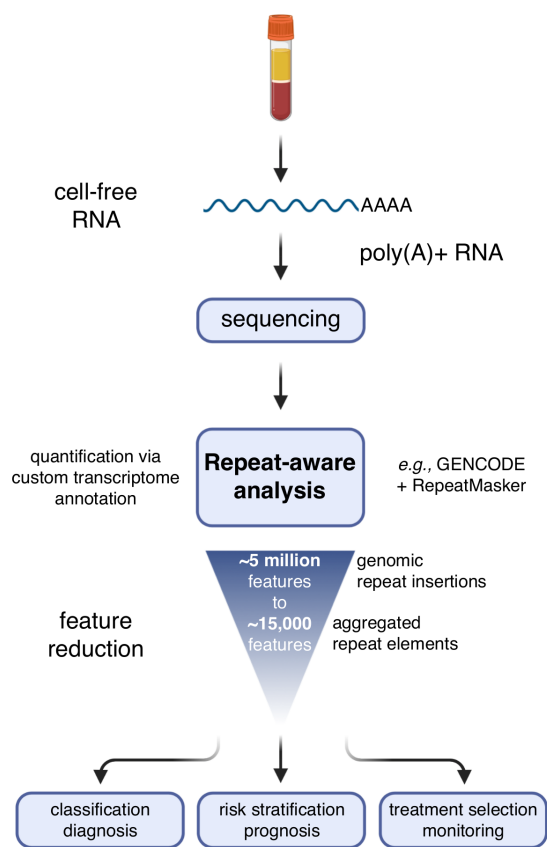 cell-free
RNA
AAAA
poly(A)+ RNA
sequencing
quantification via
custom transcriptome
annotation
Repeat-aware
analysis
e.g., GENCODE
+ RepeatMasker
feature
reduction
~5 million
features
to
~15,000
features
genomic
repeat insertions
aggregated
repeat elements
classification
diagnosis
risk stratification
prognosis
treatment selection
monitoring